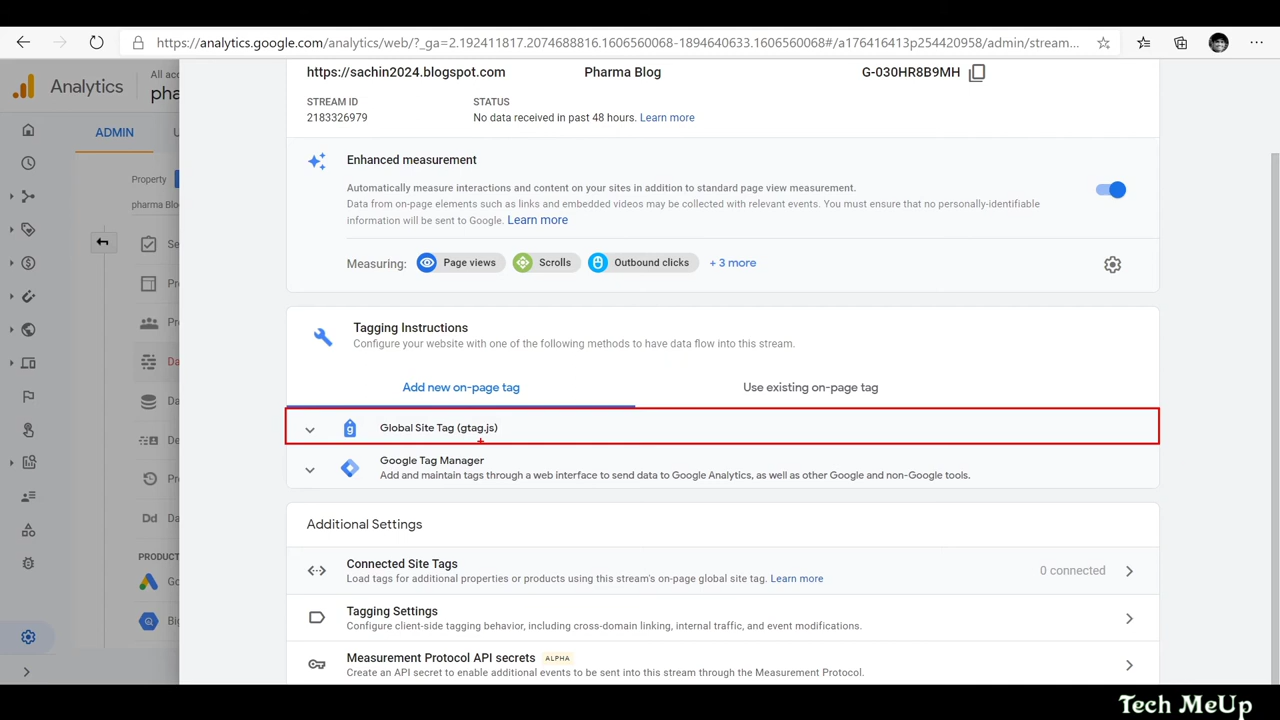 https://analytics.google.com/analytics/web/?_ga=2.192411817.2074688816.1606560068-1894640633.1606560068#/a176416413p254420958/admin/stream...
Analytics
All acc
pha
ADMIN
U
Property
pharma Blo
Se
Pro
Pro
Da
Da
De
Pro
Dd Da
PRODUCT
Go
Big
https://sachin2024.blogspot.com Pharma Blog G-030HR8B9MH
STREAM ID STATUS
2183326979 No data received in past 48 hours. Learn more
Enhanced measurement
Automatically measure interactions and content on your sites in addition to standard page view measurement.
Data from on-page elements such as links and embedded videos may be collected with relevant events. You must ensure that no personally-identifiable
information will be sent to Google. Learn more
Measuring: Page views Scrolls Outbound clicks + 3 more
Tagging Instructions
Configure your website with one of the following methods to have data flow into this stream.
Add new on-page tag Use existing on-page tag
Global Site Tag (gtag.js)
Google Tag Manager
Add and maintain tags through a web interface to send data to Google Analytics, as well as other Google and non-Google tools.
Additional Settings
Connected Site Tags
Load tags for additional properties or products using this stream's on-page global site tag. Learn more
0 connected
Tagging Settings
Configure client-side tagging behavior, including cross-domain linking, internal traffic, and event modifications.
Measurement Protocol API secrets ALPHA
Create an API secret to enable additional events to be sent into this stream through the Measurement Protocol.
Tech MeUp